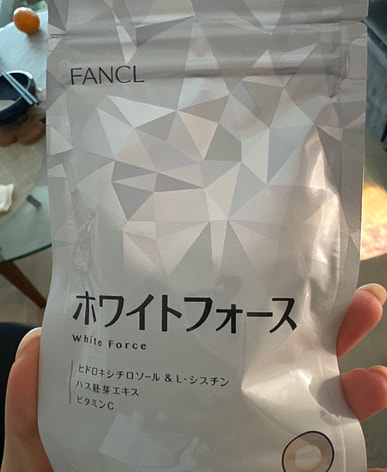 FANCL
ホワイトフォース
White Force
ヒドロキシチロソール & L-シスチン
ハス胚芽エキス
ビタミンC